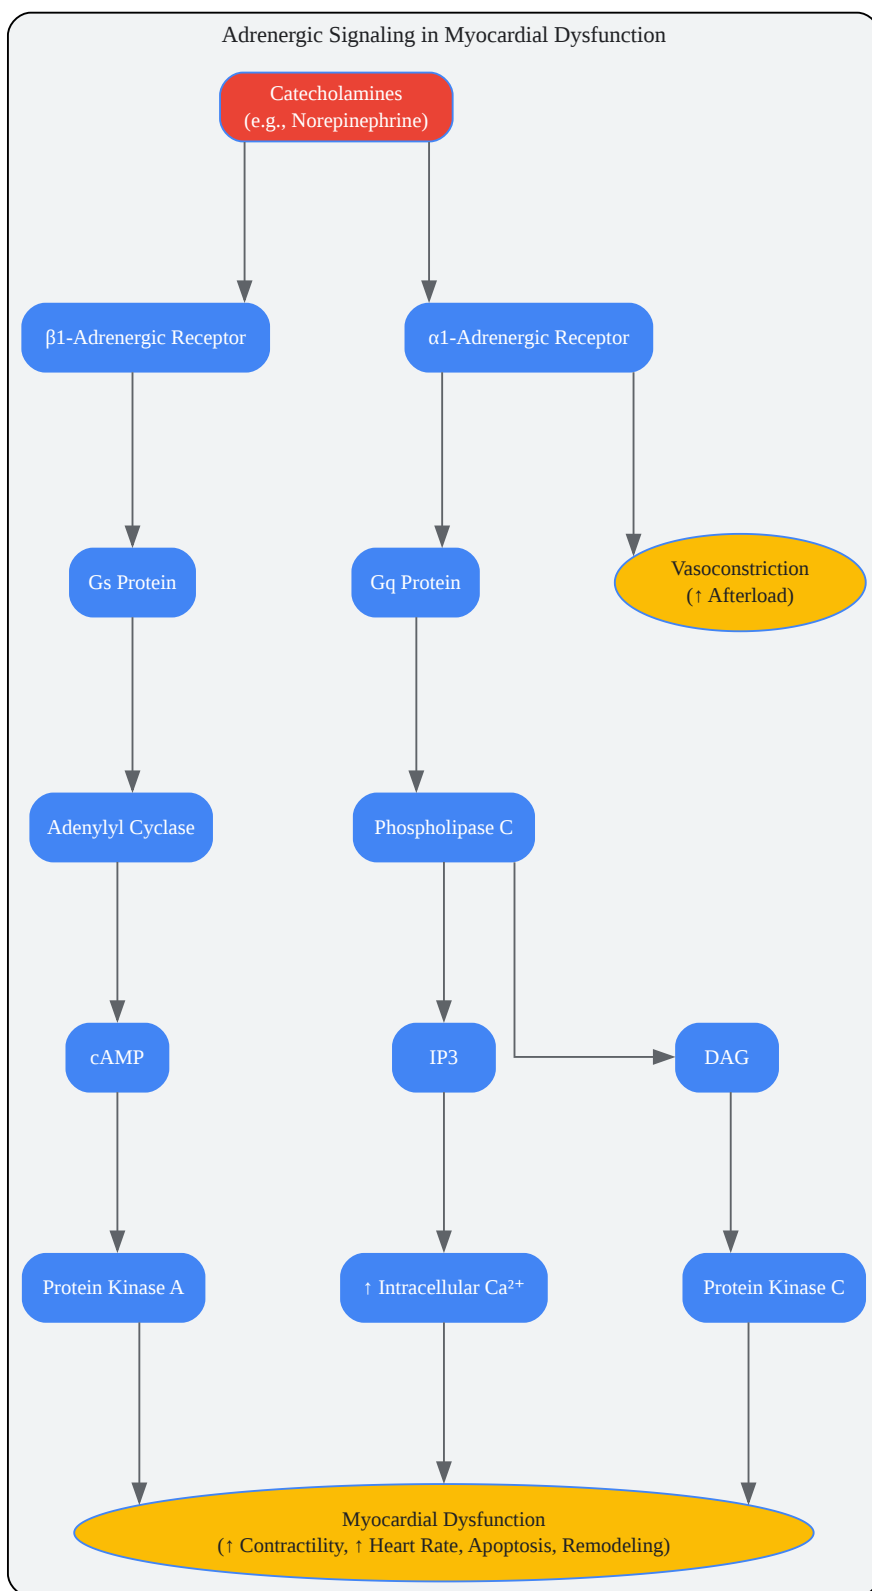 Adrenergic Signaling in Myocardial Dysfunction
Catecholamines
(e.g., Norepinephrine)
β1-Adrenergic Receptor
α1-Adrenergic Receptor
Gs Protein
Gq Protein
Vasoconstriction
(↑ Afterload)
Adenylyl Cyclase
Phospholipase C
cAMP
IP3
DAG
Protein Kinase A
↑ Intracellular Ca²⁺
Protein Kinase C
Myocardial Dysfunction
(↑ Contractility, ↑ Heart Rate, Apoptosis, Remodeling)